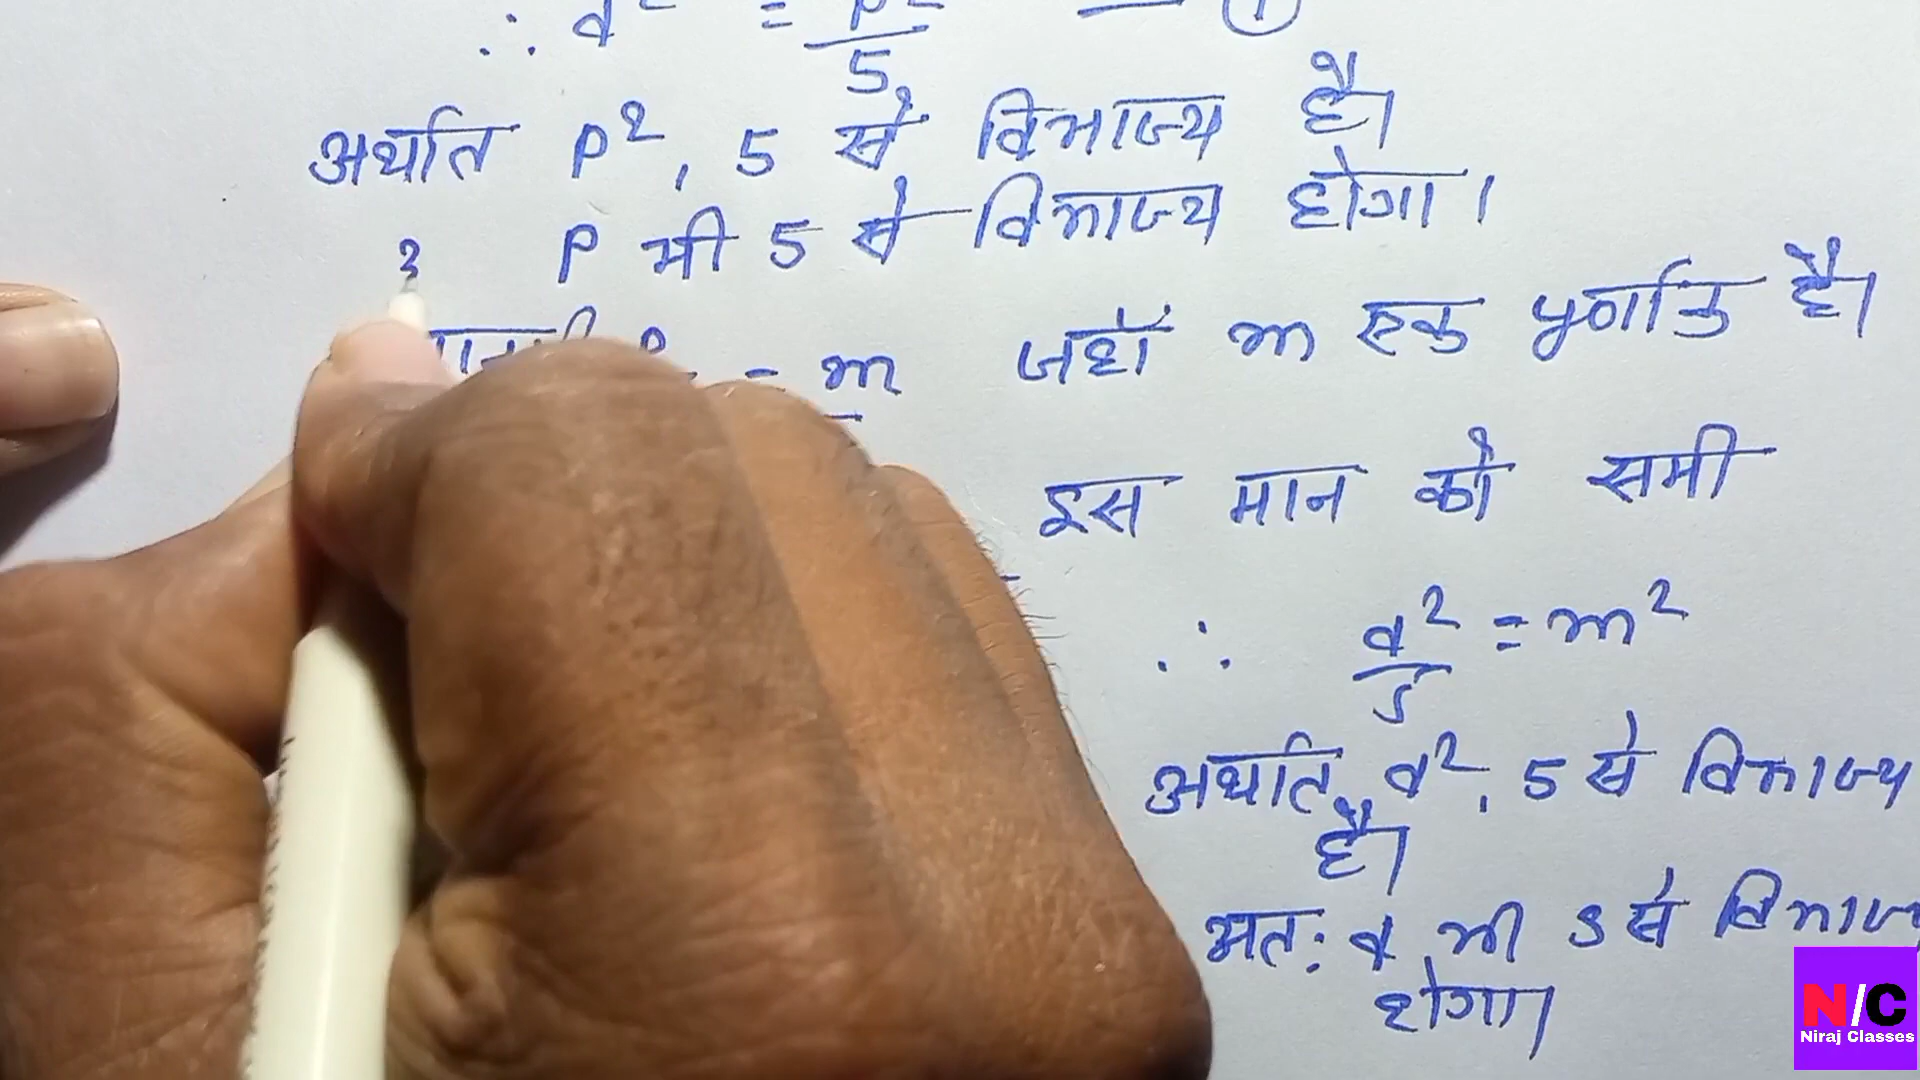 ∴ q² = p²/5 — ①
अर्थात p², 5 से विभाज्य है।
P भी 5 से विभाज्य होगा।
= m जहाँ m एक पूर्णांक है।
इस मान को समी
∴ q²/5 = m²
अर्थात q², 5 से विभाज्य
है।
अतः q भी 5 से विभाज्य
होगा।
N/C
Niraj Classes